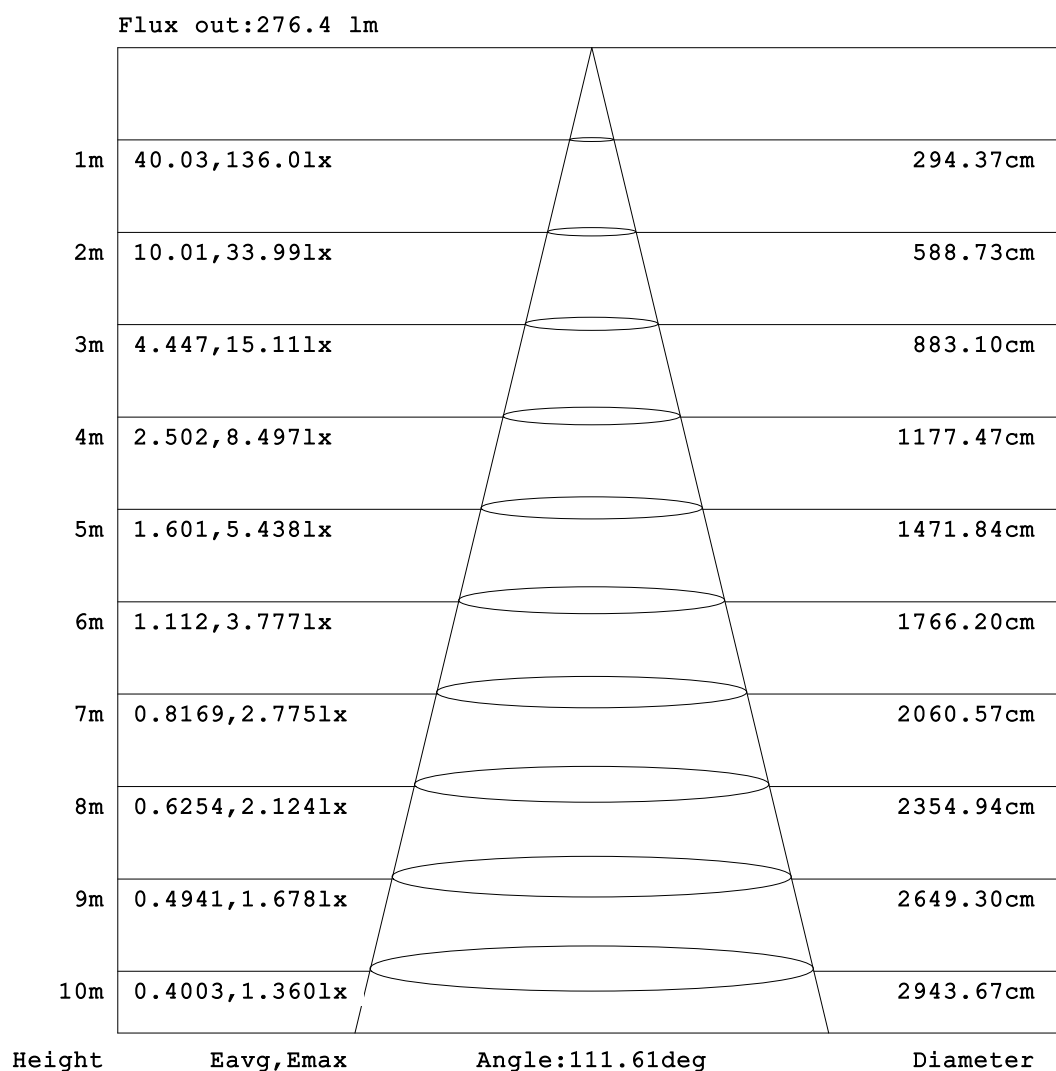 Flux out:276.4 lm
1m 40.03,136.0lx 294.37cm
2m 10.01,33.99lx 588.73cm
3m 4.447,15.11lx 883.10cm
4m 2.502,8.497lx 1177.47cm
5m 1.601,5.438lx 1471.84cm
6m 1.112,3.777lx 1766.20cm
7m 0.8169,2.775lx 2060.57cm
8m 0.6254,2.124lx 2354.94cm
9m 0.4941,1.678lx 2649.30cm
10m 0.4003,1.360lx 2943.67cm
Height Eavg,Emax Angle:111.61deg Diameter